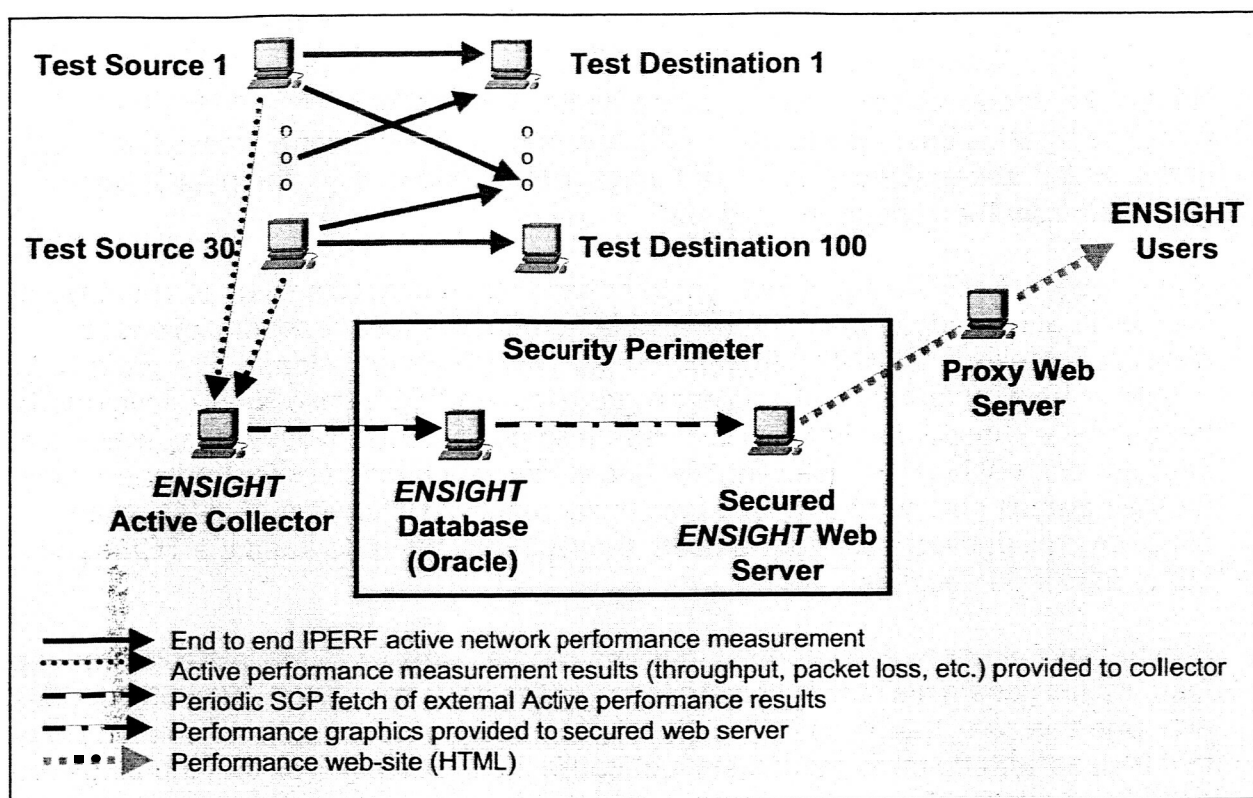 Test Source 1
Test Destination 1
Test Source 30
Test Destination 100
ENSIGHT
Users
Security Perimeter
Proxy Web
Server
ENSIGHT
Active Collector
ENSIGHT
Database
(Oracle)
Secured
ENSIGHT Web
Server
End to end IPERF active network performance measurement
Active performance measurement results (throughput, packet loss, etc.) provided to collector
Periodic SCP fetch of external Active performance results
Performance graphics provided to secured web server
Performance web-site (HTML)